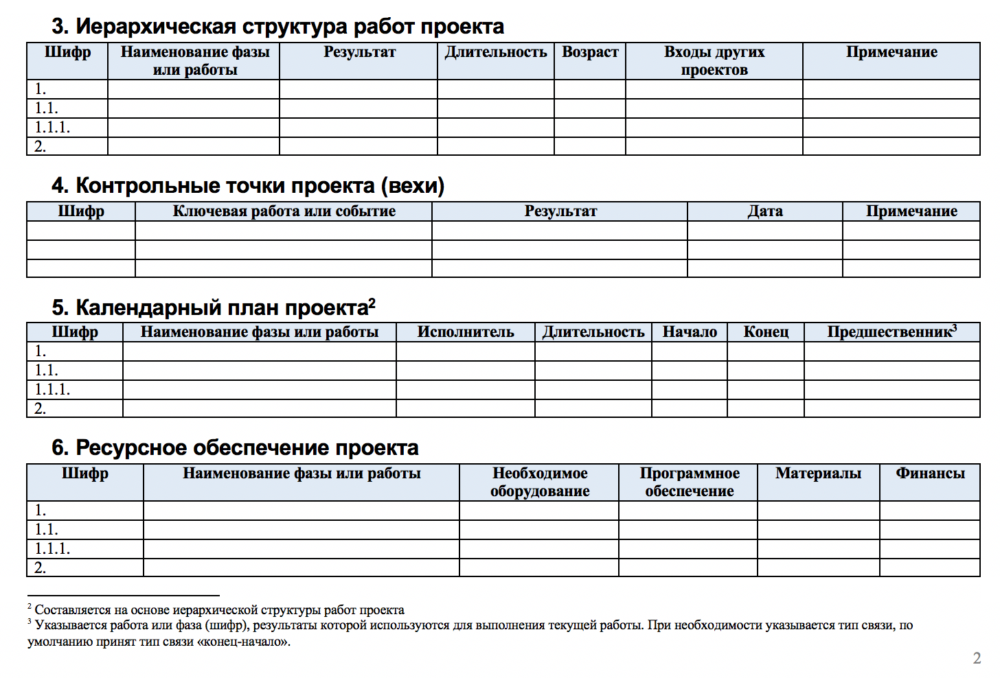 3. Иерархическая структура работ проекта
Шифр Наименование фазы или работы Результат Длительность Возраст Входы других проектов Примечание
1.
1.1.
1.1.1.
2.
4. Контрольные точки проекта (вехи)
Шифр Ключевая работа или событие Результат Дата Примечание
5. Календарный план проекта²
Шифр Наименование фазы или работы Исполнитель Длительность Начало Конец Предшественник³
1.
1.1.
1.1.1.
2.
6. Ресурсное обеспечение проекта
Шифр Наименование фазы или работы Необходимое оборудование Программное обеспечение Материалы Финансы
1.
1.1.
1.1.1.
2.
² Составляется на основе иерархической структуры работ проекта
³ Указывается работа или фаза (шифр), результаты которой используются для выполнения текущей работы. При необходимости указывается тип связи, по
умолчанию принят тип связи «конец-начало».
2